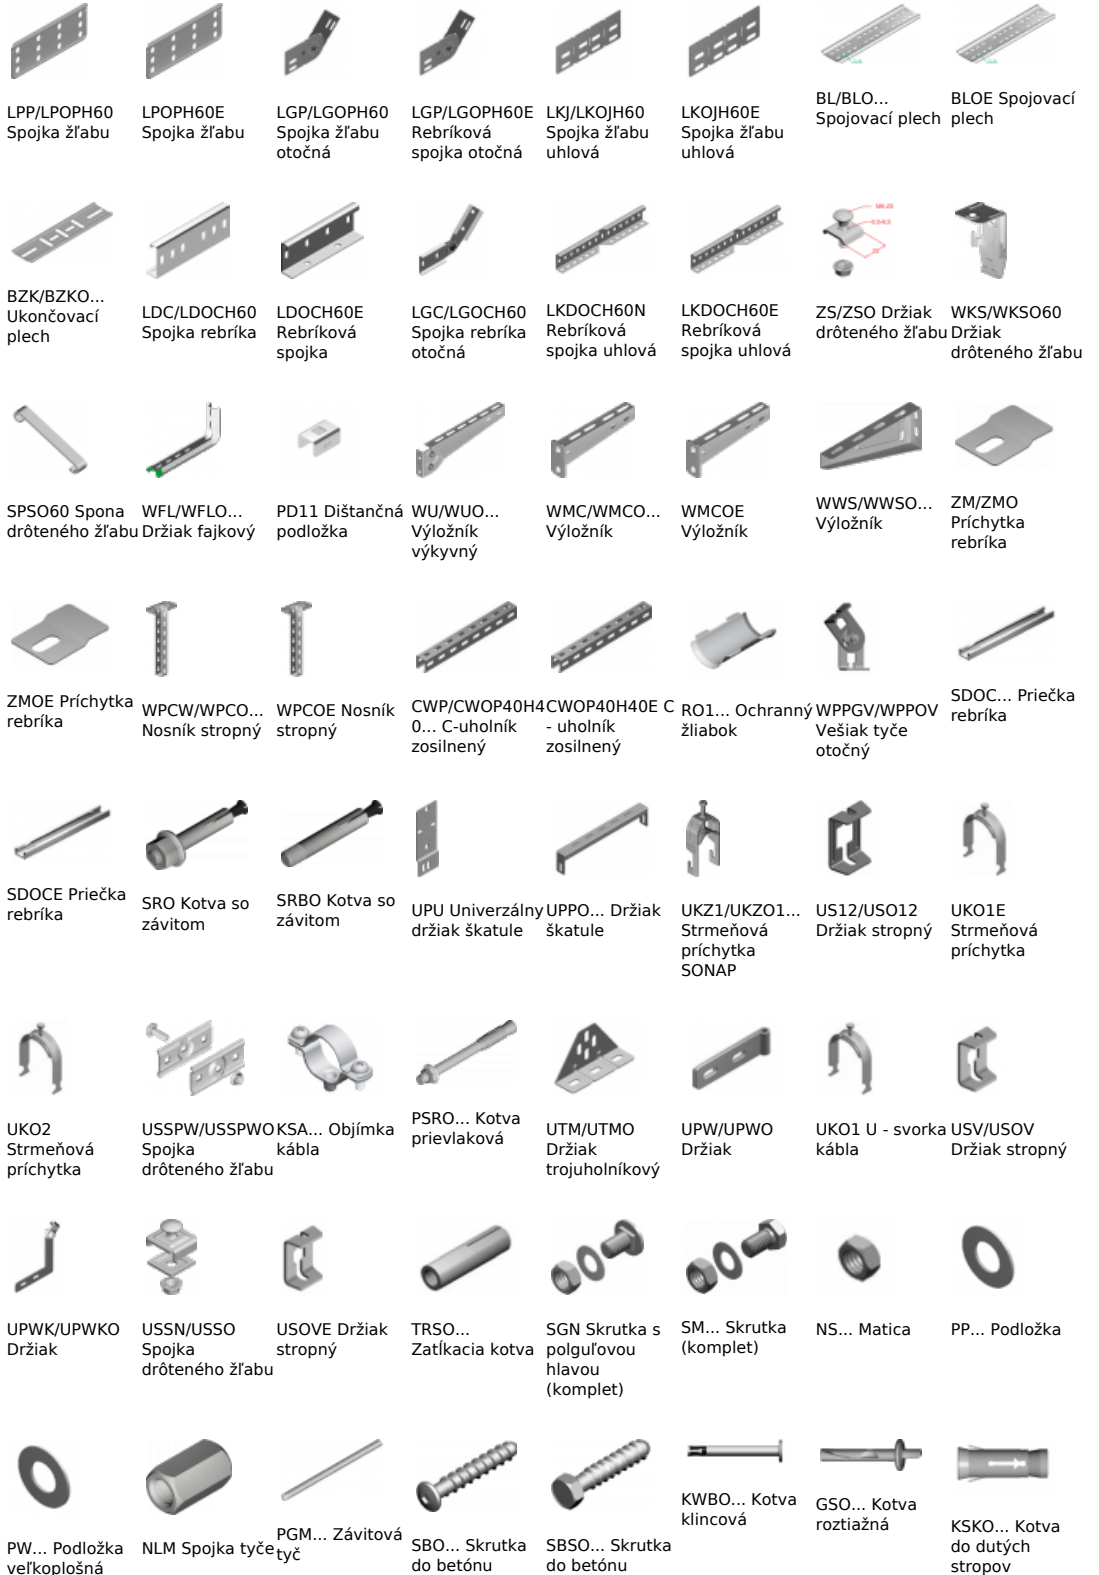 LPP/LPOPH60
Spojka žľabu
LPOPH60E
Spojka žľabu
LGP/LGOPH60
Spojka žľabu
otočná
LGP/LGOPH60E
Rebríková
spojka otočná
LKJ/LKOJH60
Spojka žľabu
uhlová
LKOJH60E
Spojka žľabu
uhlová
BL/BLO...
Spojovací plech
BLOE Spojovací
plech
BZK/BZKO...
Ukončovací
plech
LDC/LDOCH60
Spojka rebríka
LDOCH60E
Rebríková
spojka
LGC/LGOCH60
Spojka rebríka
otočná
LKDOCH60N
Rebríková
spojka uhlová
LKDOCH60E
Rebríková
spojka uhlová
ZS/ZSO Držiak
drôteného žľabu
WKS/WKSO60
Držiak
drôteného žľabu
SPSO60 Spona
drôteného žľabu
WFL/WFLO...
Držiak fajkový
PD11 Dištančná
podložka
WU/WUO...
Výložník
výkyvný
WMC/WMCO...
Výložník
WMCOE
Výložník
WWS/WWSO...
Výložník
ZM/ZMO
Príchytka
rebríka
ZMOE Príchytka
rebríka
WPCW/WPCO...
Nosník stropný
WPCOE Nosník
stropný
CWP/CWOP40H4
0... C-uholník
zosilnený
CWOP40H40E C
- uholník
zosilnený
RO1... Ochranný
žliabok
WPPGV/WPPOV
Vešiak tyče
otočný
SDOC... Priečka
rebríka
SDOCE Priečka
rebríka
SRO Kotva so
závitom
SRBO Kotva so
závitom
UPU Univerzálny
držiak škatule
UPPO... Držiak
škatule
UKZ1/UKZO1...
Strmeňová
príchytka
SONAP
US12/USO12
Držiak stropný
UKO1E
Strmeňová
príchytka
UKO2
Strmeňová
príchytka
USSPW/USSPWO
Spojka
drôteného žľabu
KSA... Objímka
kábla
PSRO... Kotva
prievlaková
UTM/UTMO
Držiak
trojuholníkový
UPW/UPWO
Držiak
UKO1 U - svorka
kábla
USV/USOV
Držiak stropný
UPWK/UPWKO
Držiak
USSN/USSO
Spojka
drôteného žľabu
USOVE Držiak
stropný
TRSO...
Zatĺkacia kotva
SGN Skrutka s
polguľovou
hlavou
(komplet)
SM... Skrutka
(komplet)
NS... Matica
PP... Podložka
PW... Podložka
veľkoplošná
NLM Spojka tyče
PGM... Závitová
tyč
SBO... Skrutka
do betónu
SBSO... Skrutka
do betónu
KWBO... Kotva
klincová
GSO... Kotva
roztiažná
KSKO... Kotva
do dutých
stropov